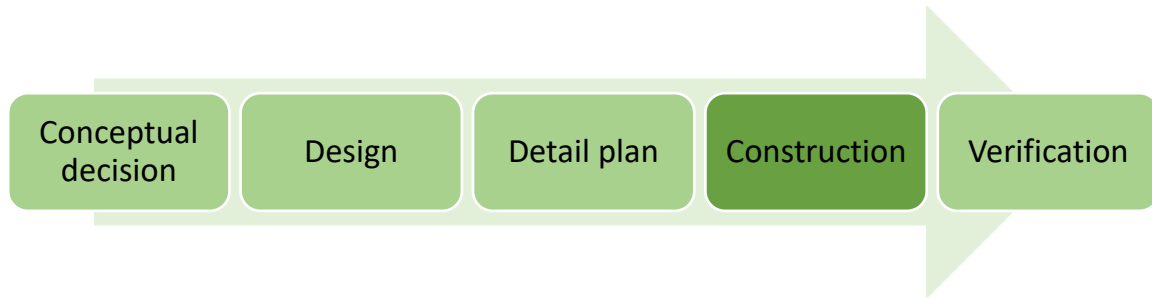 Conceptual
decision
Design
Detail plan
Construction
Verification